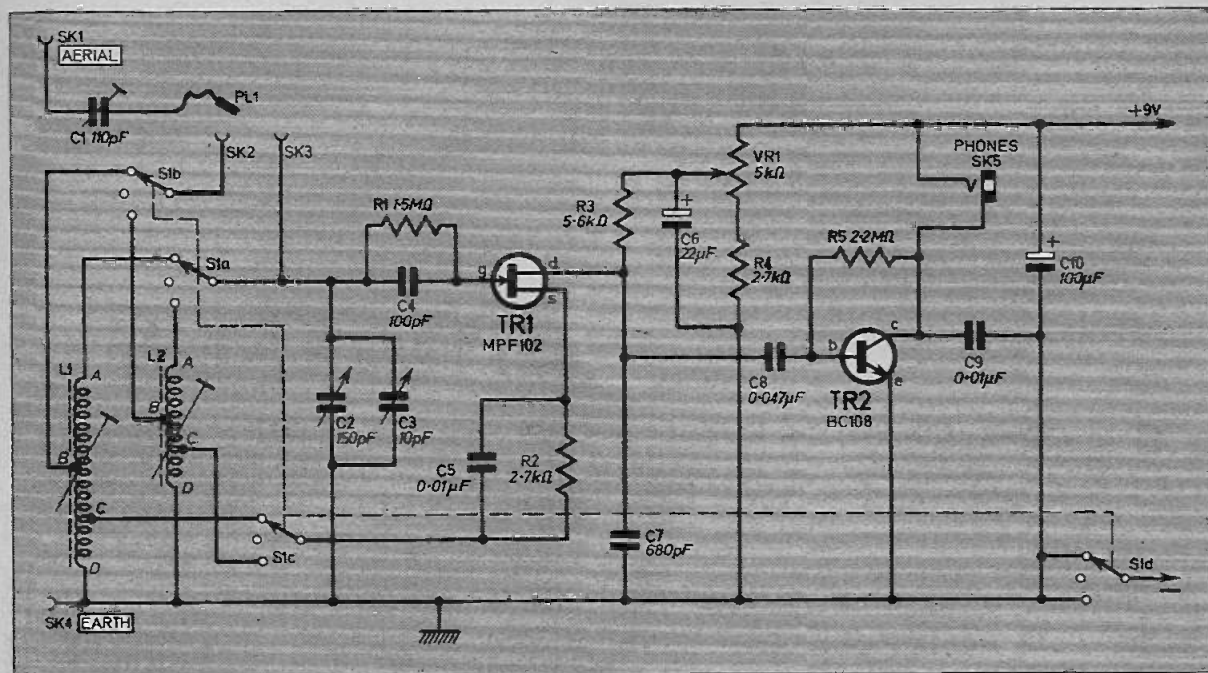 SK1
AERIAL
C1 110pF
PL1
SK2
SK3
S1b
S1a
R1 1·5MΩ
C4
100pF
g
d
s
TR1
MPF102
R3
5·6kΩ
+
C6
22µF
VR1
5kΩ
R4
2·7kΩ
+9V
PHONES
SK5
R5 2·2MΩ
+
C10
100µF
C8
0·047µF
b
c
e
TR2
BC108
C9
0·01µF
L1
A
B
C
D
L2
A
B
C
D
C2
150pF
C3
10pF
C5
0·01µF
R2
2·7kΩ
S1c
C7
680pF
S1d
−
SK4 EARTH